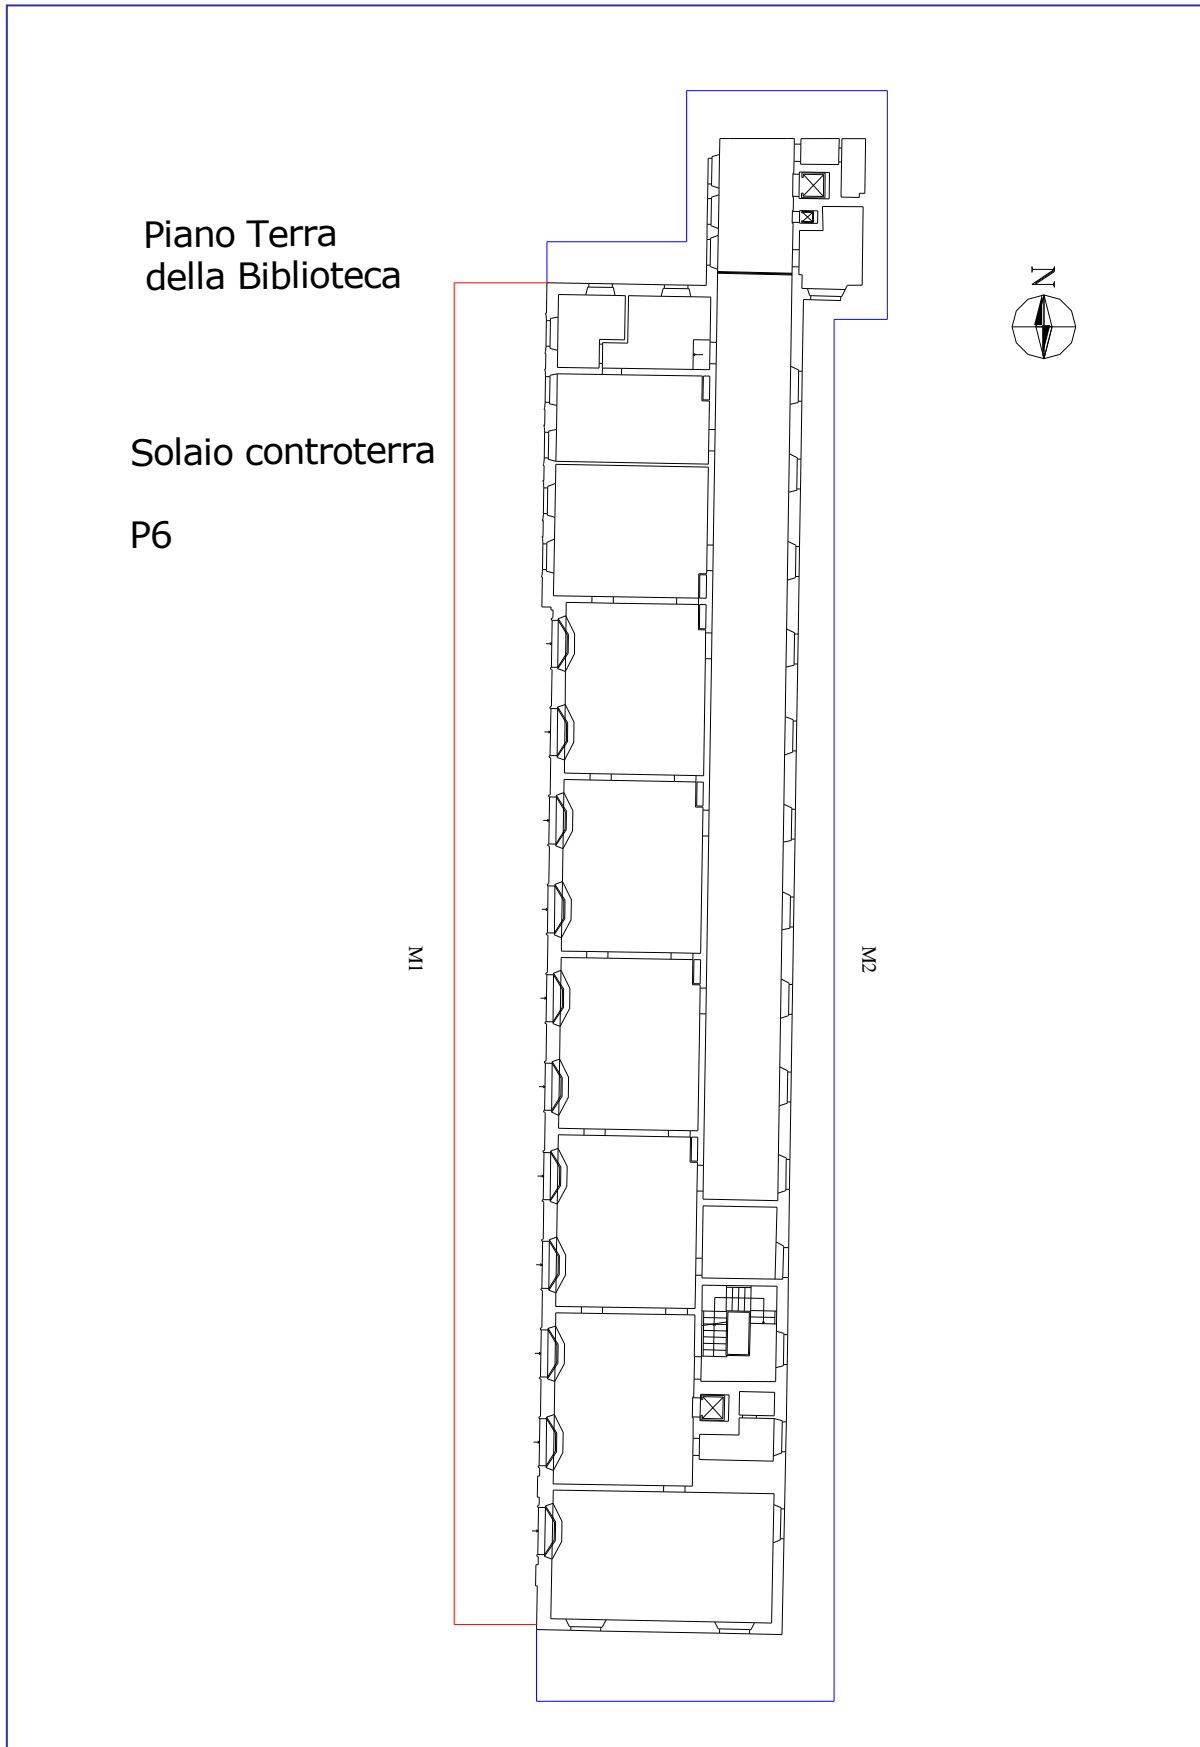 Piano Terra
della Biblioteca
N
Solaio controterra
P6
M1
M2